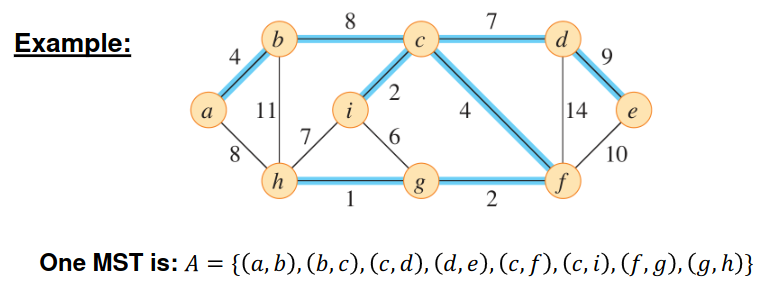 Example:
8 7
b c d
4 9
2
a 11 i 4 14 e
7 6
8 10
h g f
1 2
One MST is: A = {(a, b), (b, c), (c, d), (d, e), (c, f), (c, i), (f, g), (g, h)}